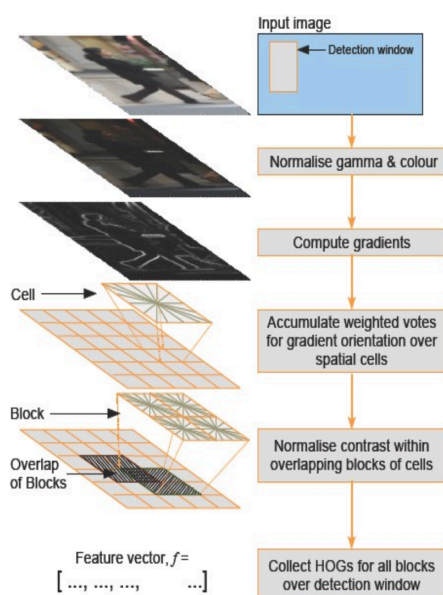 Input image
Detection window
Normalise gamma & colour
Compute gradients
Cell
Accumulate weighted votes
for gradient orientation over
spatial cells
Block
Normalise contrast within
overlapping blocks of cells
Overlap
of Blocks
Feature vector, f =
[ ..., ..., ..., ...]
Collect HOGs for all blocks
over detection window